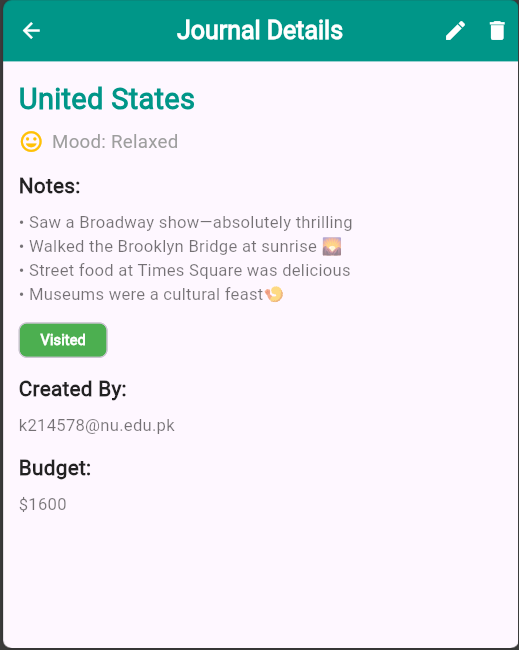 Journal Details
United States
Mood: Relaxed
Notes:
• Saw a Broadway show—absolutely thrilling
• Walked the Brooklyn Bridge at sunrise 🌅
• Street food at Times Square was delicious
• Museums were a cultural feast🍤
Visited
Created By:
k214578@nu.edu.pk
Budget:
$1600